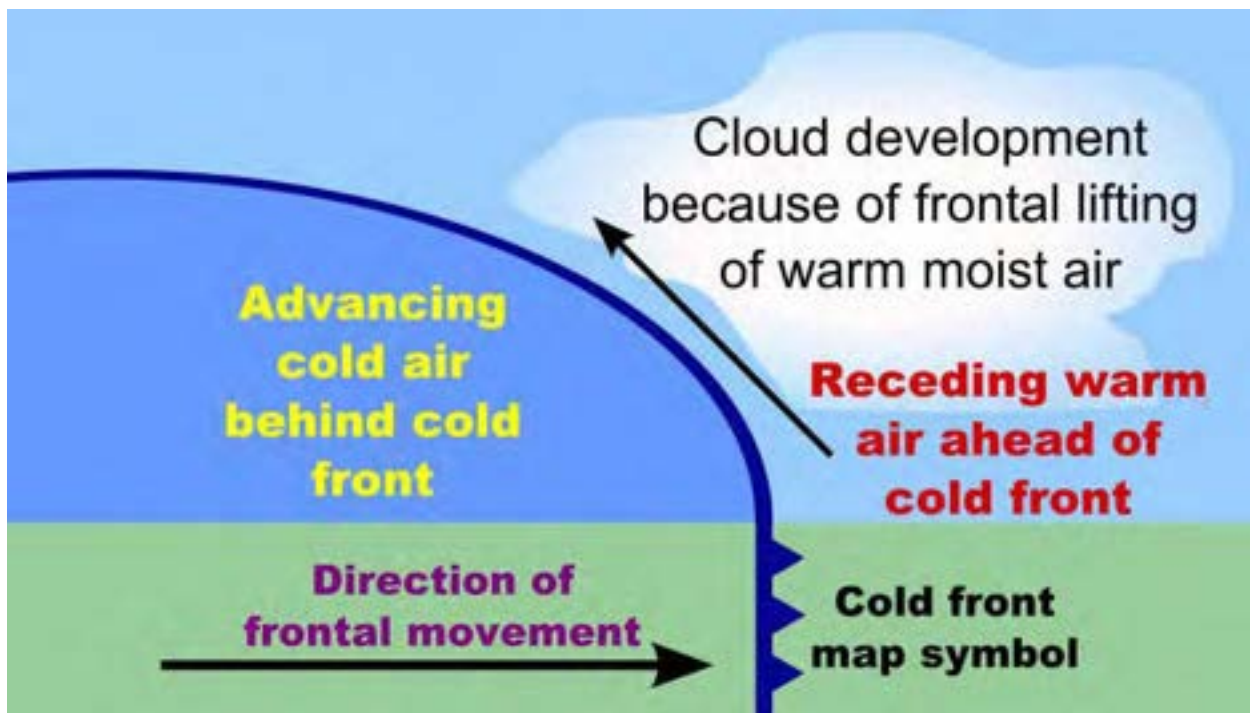 Cloud development
because of frontal lifting
of warm moist air
Advancing
cold air
behind cold
front
Receding warm
air ahead of
cold front
Direction of
frontal movement
Cold front
map symbol